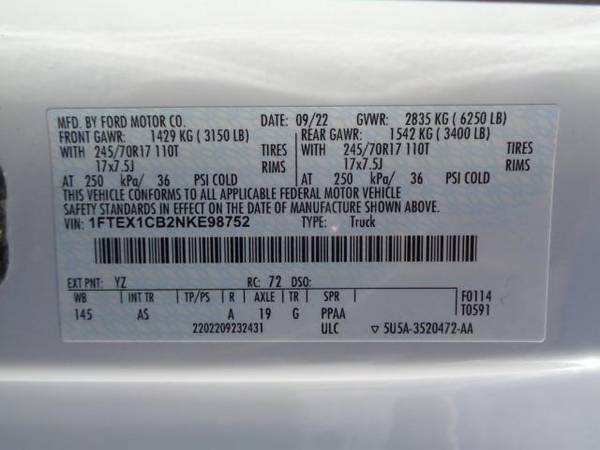 MFD. BY FORD MOTOR CO. DATE: 09/22 GVWR: 2835 KG ( 6250 LB)
FRONT GAWR: 1429 KG ( 3150 LB) REAR GAWR: 1542 KG ( 3400 LB)
WITH 245/70R17 110T TIRES WITH 245/70R17 110T TIRES
17x7.5J RIMS 17x7.5J RIMS
AT 250 kPa/ 36 PSI COLD AT 250 kPa/ 36 PSI COLD
THIS VEHICLE CONFORMS TO ALL APPLICABLE FEDERAL MOTOR VEHICLE
SAFETY STANDARDS IN EFFECT ON THE DATE OF MANUFACTURE SHOWN ABOVE.
VIN: 1FTEX1CB2NKE98752 TYPE: Truck
EXT PNT: YZ RC: 72 DSO:
WB INT TR TP/PS R AXLE TR SPR F0114
145 AS A 19 G PPAA T0591
2202209232431 ULC ▽ 5U5A-3520472-AA